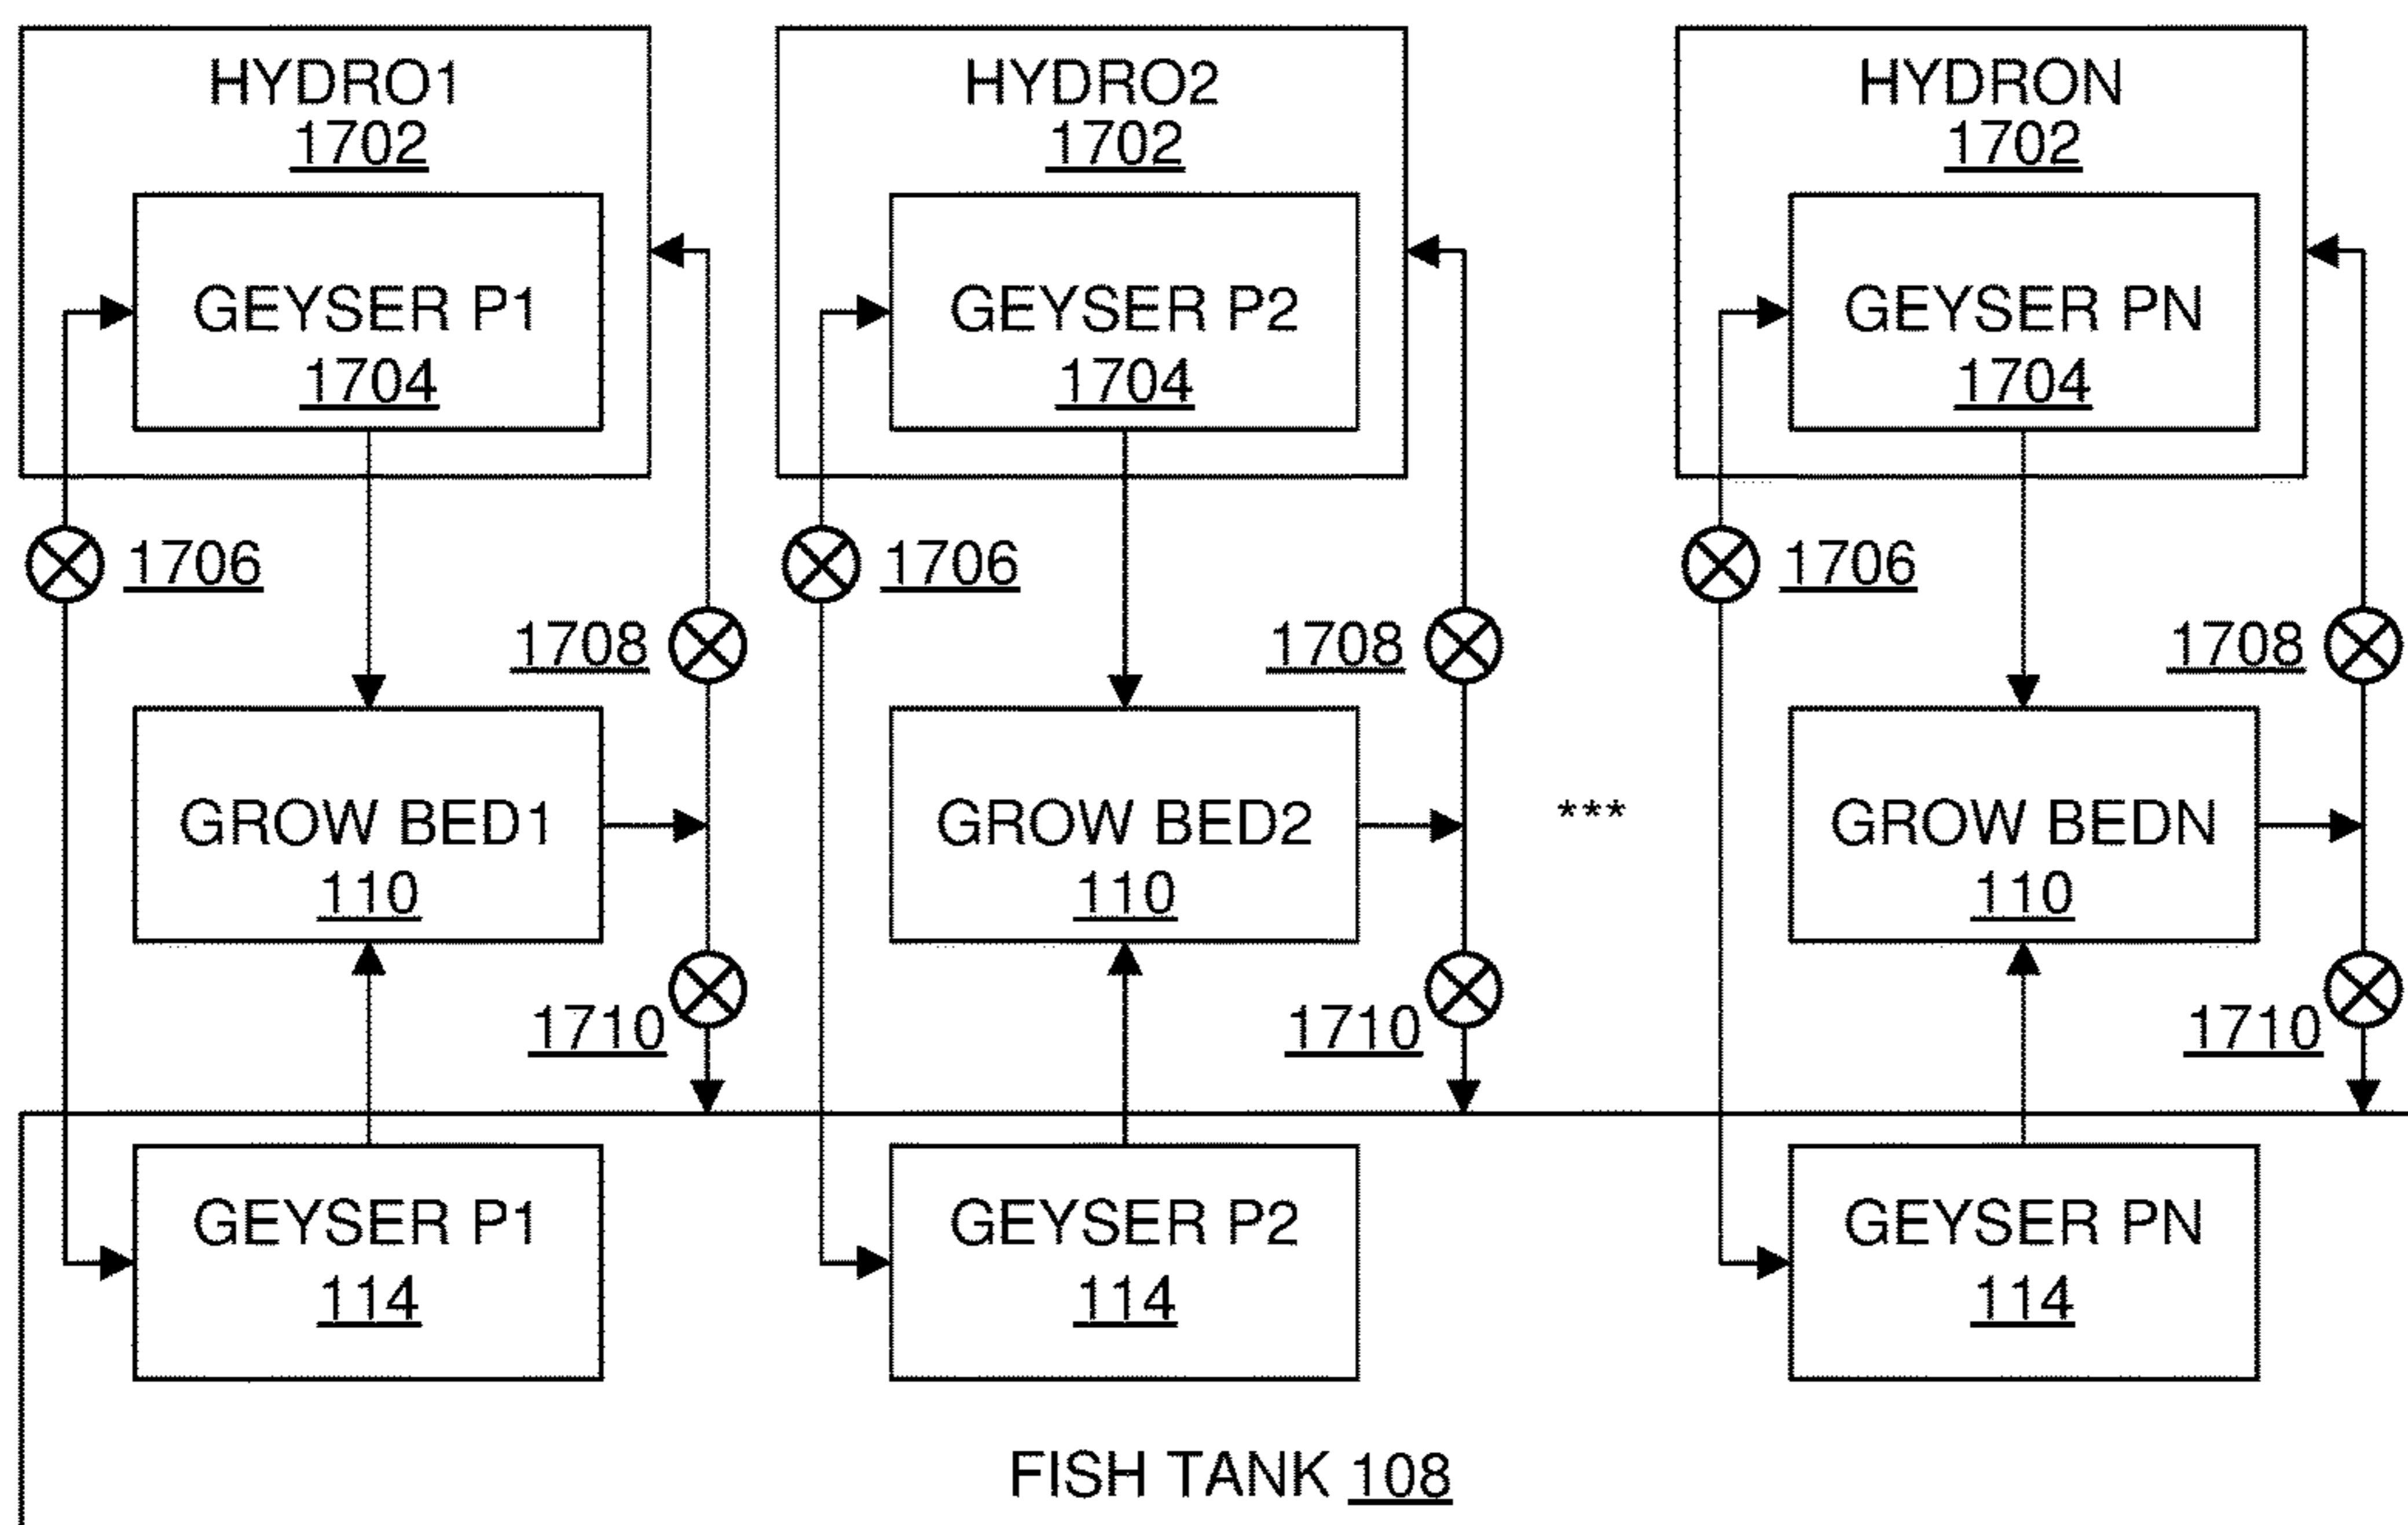 HYDRO1
1702
GEYSER P1
1704
HYDRO2
1702
GEYSER P2
1704
HYDRON
1702
GEYSER PN
1704
1706
1708
1706
1708
1706
1708
GROW BED1
110
GROW BED2
110
***
GROW BEDN
110
1710
1710
1710
GEYSER P1
114
GEYSER P2
114
GEYSER PN
114
FISH TANK 108